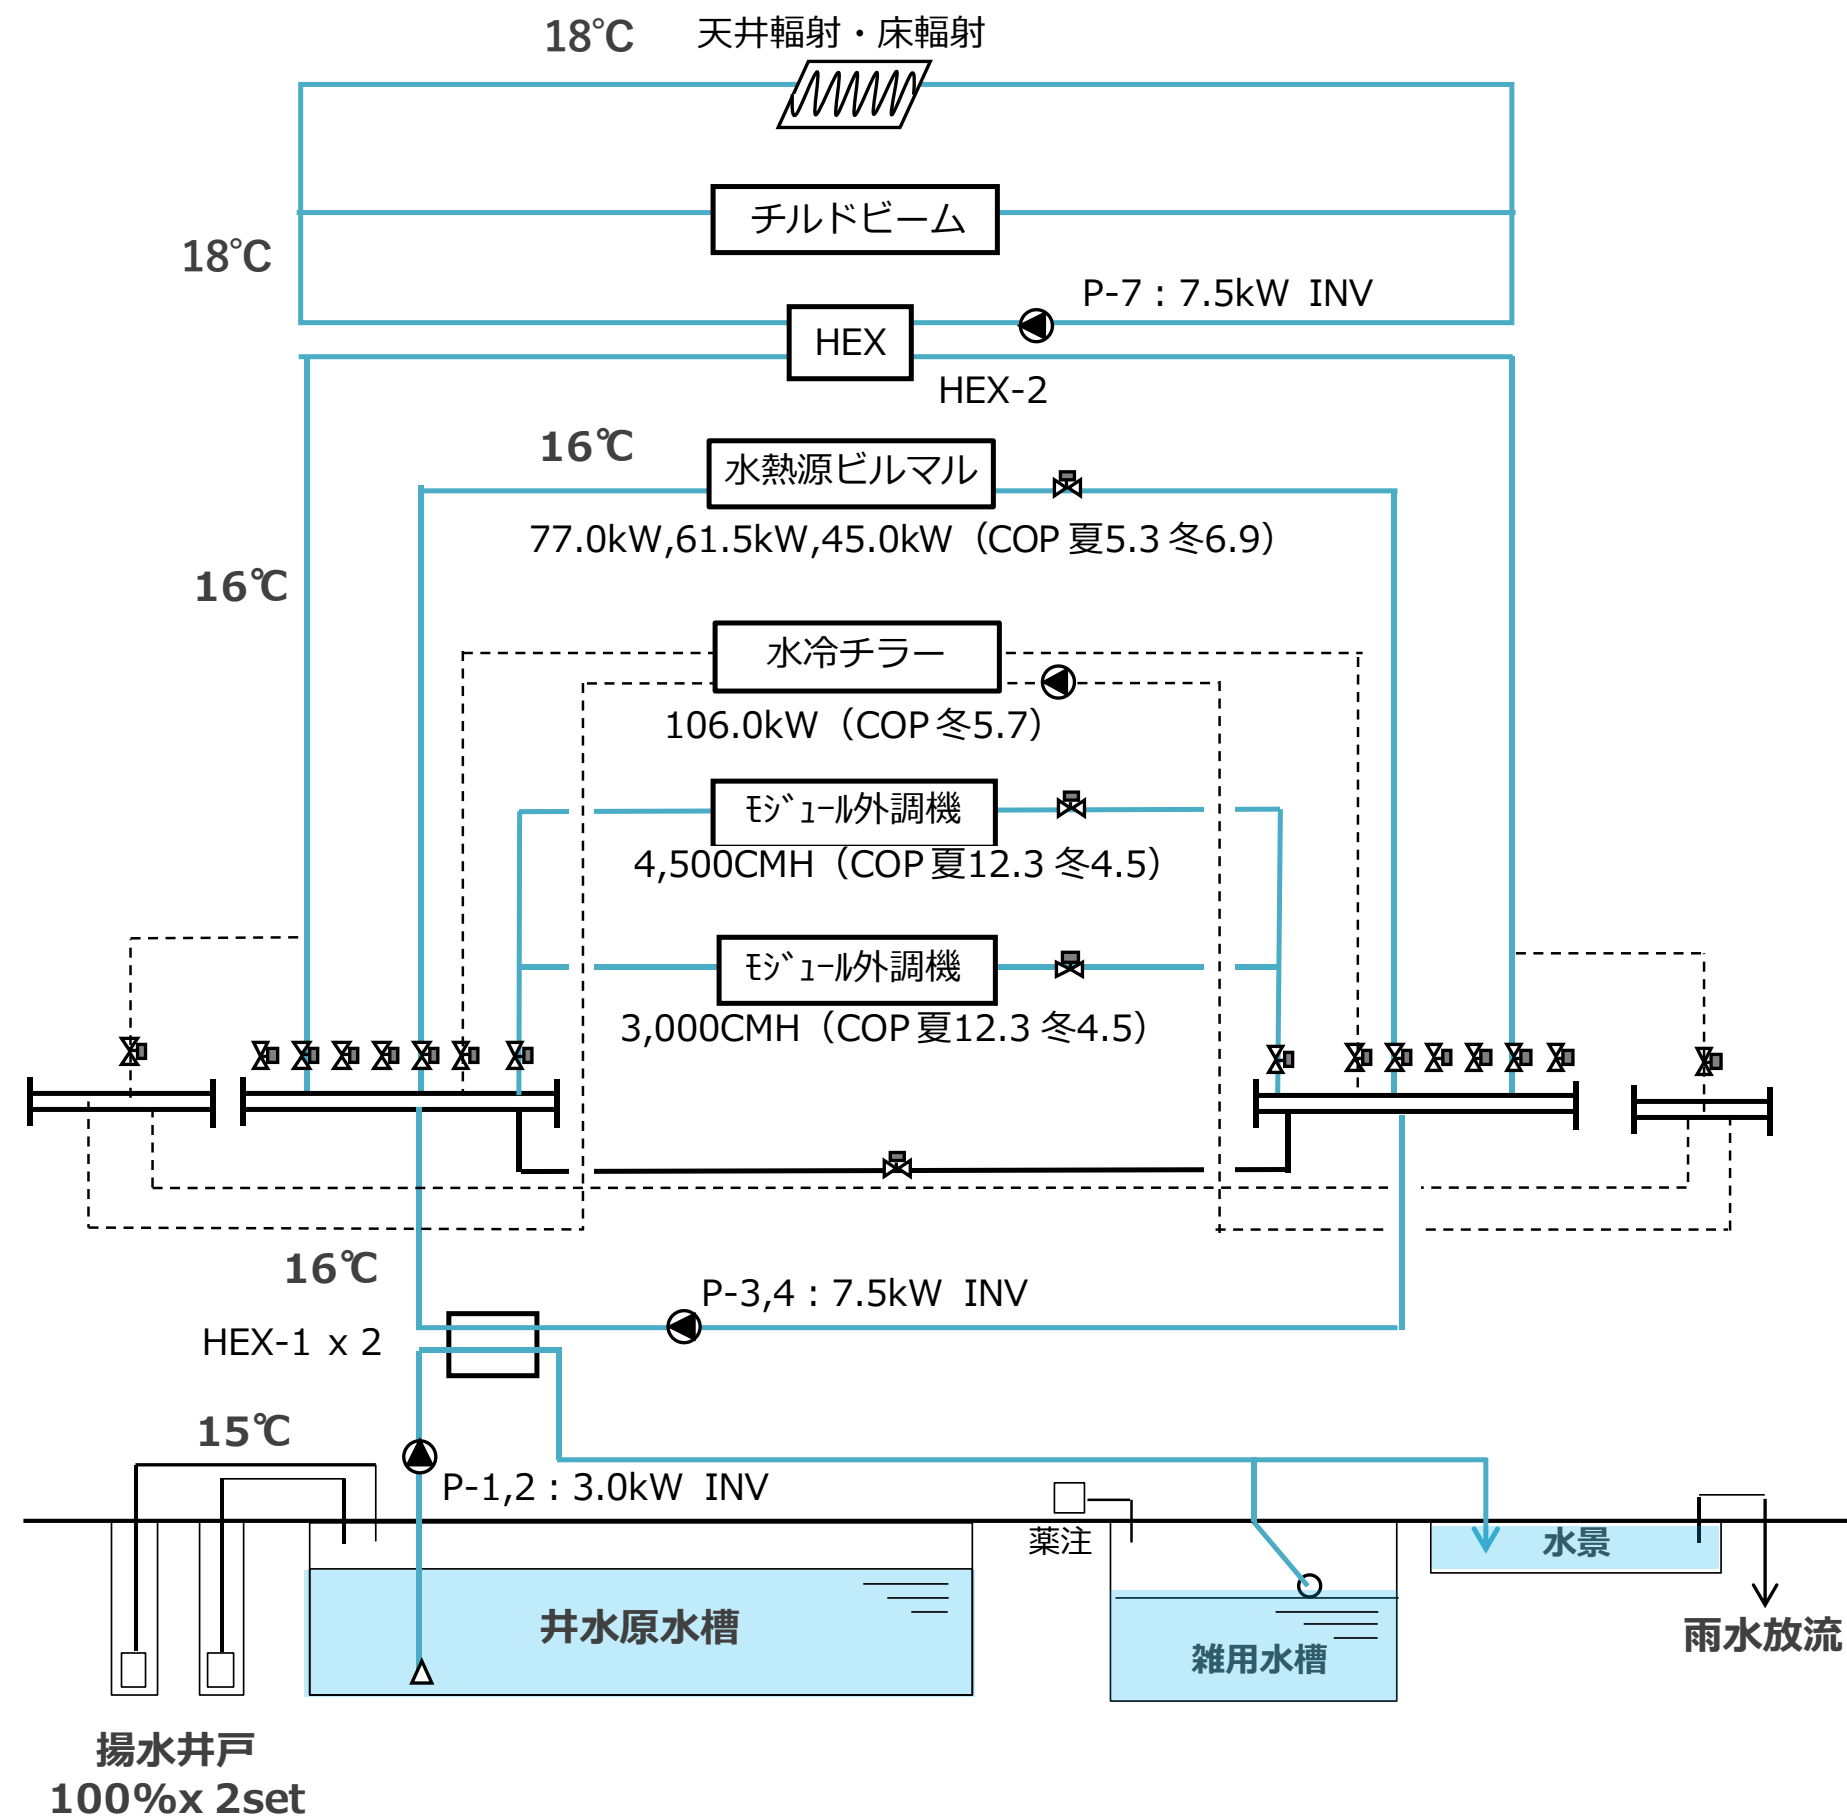 18℃
天井輻射・床輻射
チルドビーム
18℃
P-7：7.5kW INV
HEX
HEX-2
16℃
水熱源ビルマル
77.0kW,61.5kW,45.0kW（COP 夏5.3 冬6.9）
16℃
水冷チラー
106.0kW（COP 冬5.7）
ﾓｼﾞｭｰﾙ外調機
4,500CMH（COP 夏12.3 冬4.5）
ﾓｼﾞｭｰﾙ外調機
3,000CMH（COP 夏12.3 冬4.5）
16℃
P-3,4：7.5kW INV
HEX-1 x 2
15℃
P-1,2：3.0kW INV
薬注
水景
井水原水槽
雑用水槽
雨水放流
揚水井戸
100%x 2set